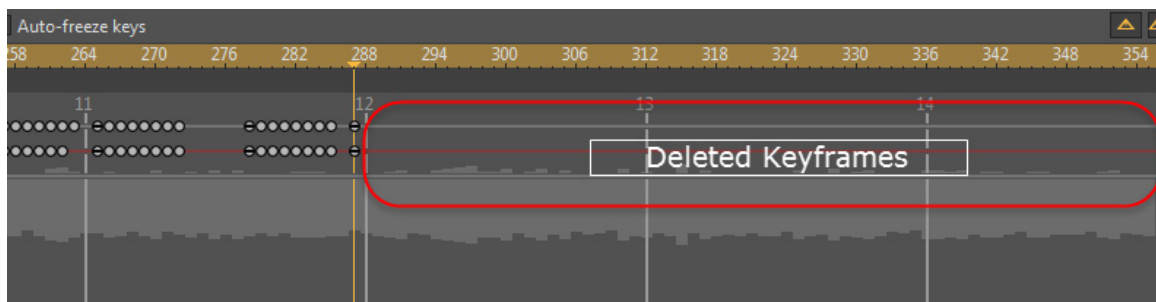 Auto-freeze keys
258 264 270 276 282 288 294 300 306 312 318 324 330 336 342 348 354
11 12 13 14
Deleted Keyframes